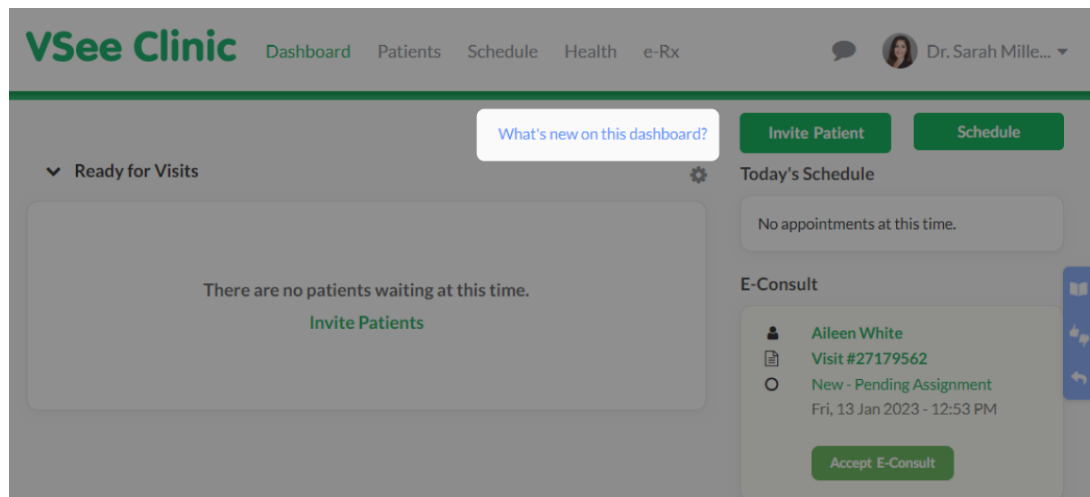 VSee Clinic
Dashboard
Patients
Schedule
Health
e-Rx
Dr. Sarah Mille...
What's new on this dashboard?
Invite Patient
Schedule
Ready for Visits
Today's Schedule
No appointments at this time.
There are no patients waiting at this time.
Invite Patients
E-Consult
Aileen White
Visit #27179562
New - Pending Assignment
Fri, 13 Jan 2023 - 12:53 PM
Accept E-Consult